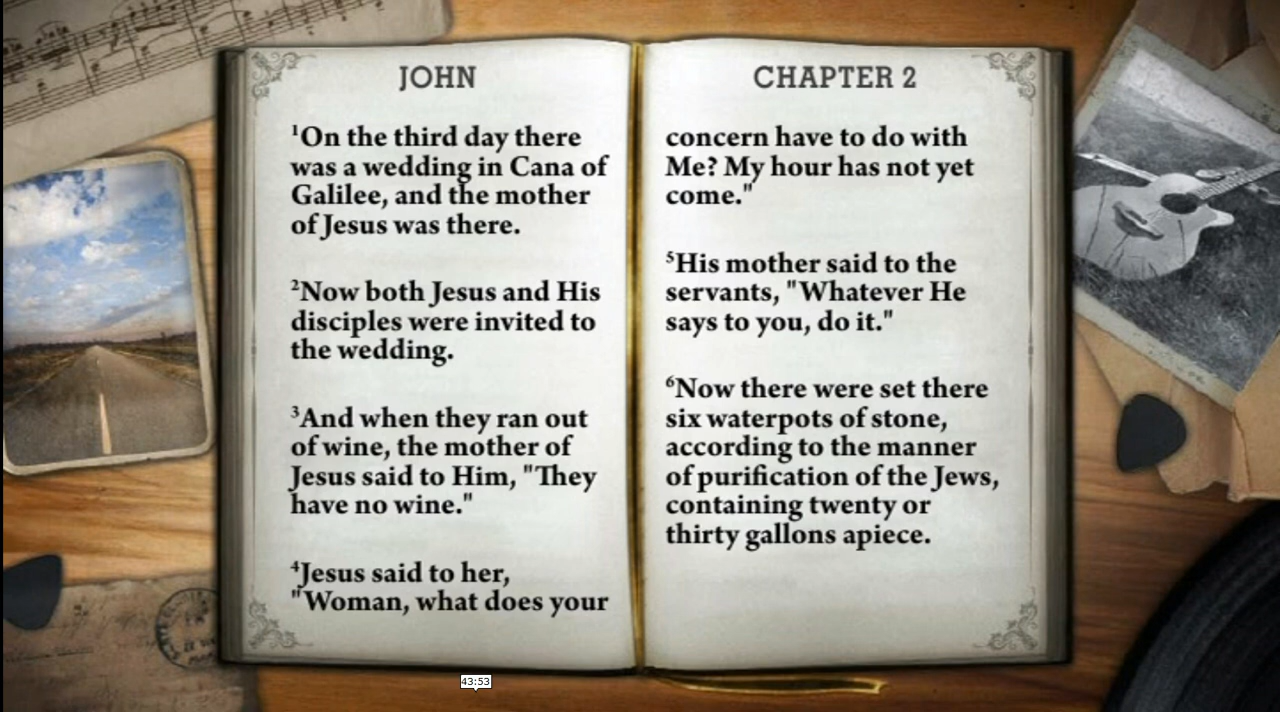 JOHN
¹On the third day there
was a wedding in Cana of
Galilee, and the mother
of Jesus was there.
²Now both Jesus and His
disciples were invited to
the wedding.
³And when they ran out
of wine, the mother of
Jesus said to Him, "They
have no wine."
⁴Jesus said to her,
"Woman, what does your
CHAPTER 2
concern have to do with
Me? My hour has not yet
come."
⁵His mother said to the
servants, "Whatever He
says to you, do it."
⁶Now there were set there
six waterpots of stone,
according to the manner
of purification of the Jews,
containing twenty or
thirty gallons apiece.
43:53